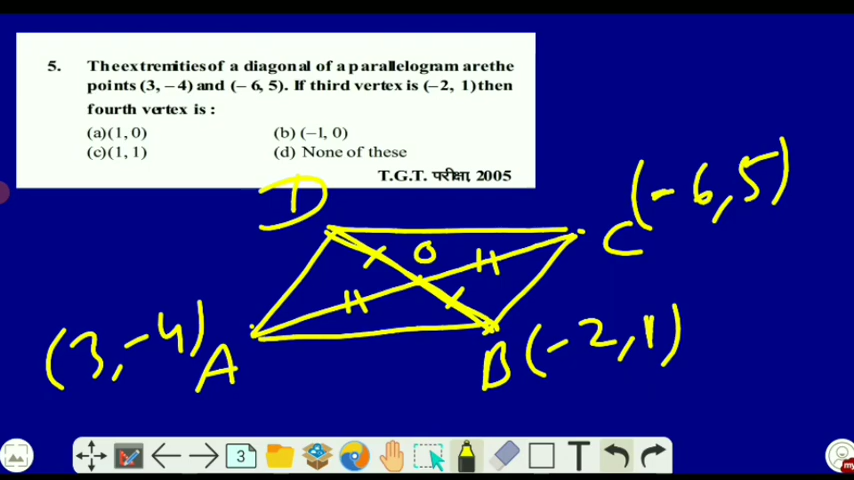 5. The extremities of a diagonal of a parallelogram are the
points (3, – 4) and (– 6, 5). If third vertex is (–2, 1) then
fourth vertex is :
(a) (1, 0) (b) (–1, 0)
(c) (1, 1) (d) None of these
T.G.T. परीक्षा, 2005
D
C (-6,5)
O
(3,-4) A
B (-2,1)
3
T
my